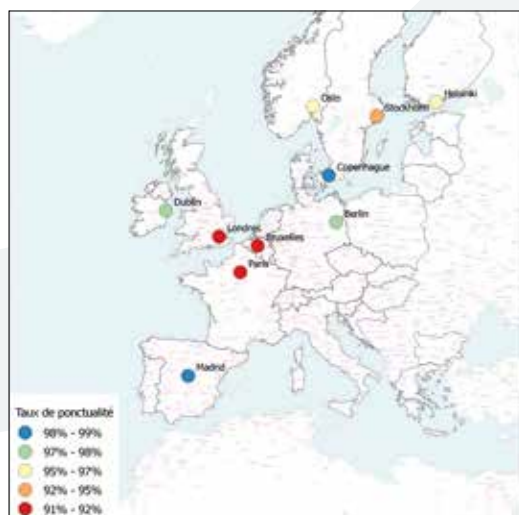 Oslo
Helsinki
Stockholm
Copenhague
Dublin
Berlin
Londres
Bruxelles
Paris
Madrid
Taux de ponctualité
98% - 99%
97% - 98%
95% - 97%
92% - 95%
91% - 92%